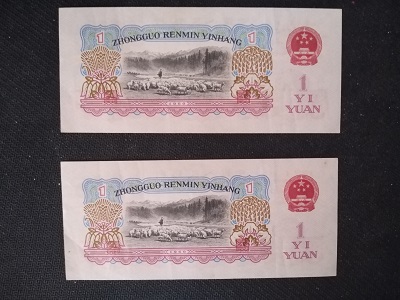 1 ZHONGGUO RENMIN YINHANG 1
1
YI
YUAN
1 ZHONGGUO RENMIN YINHANG 1
1
YI
YUAN